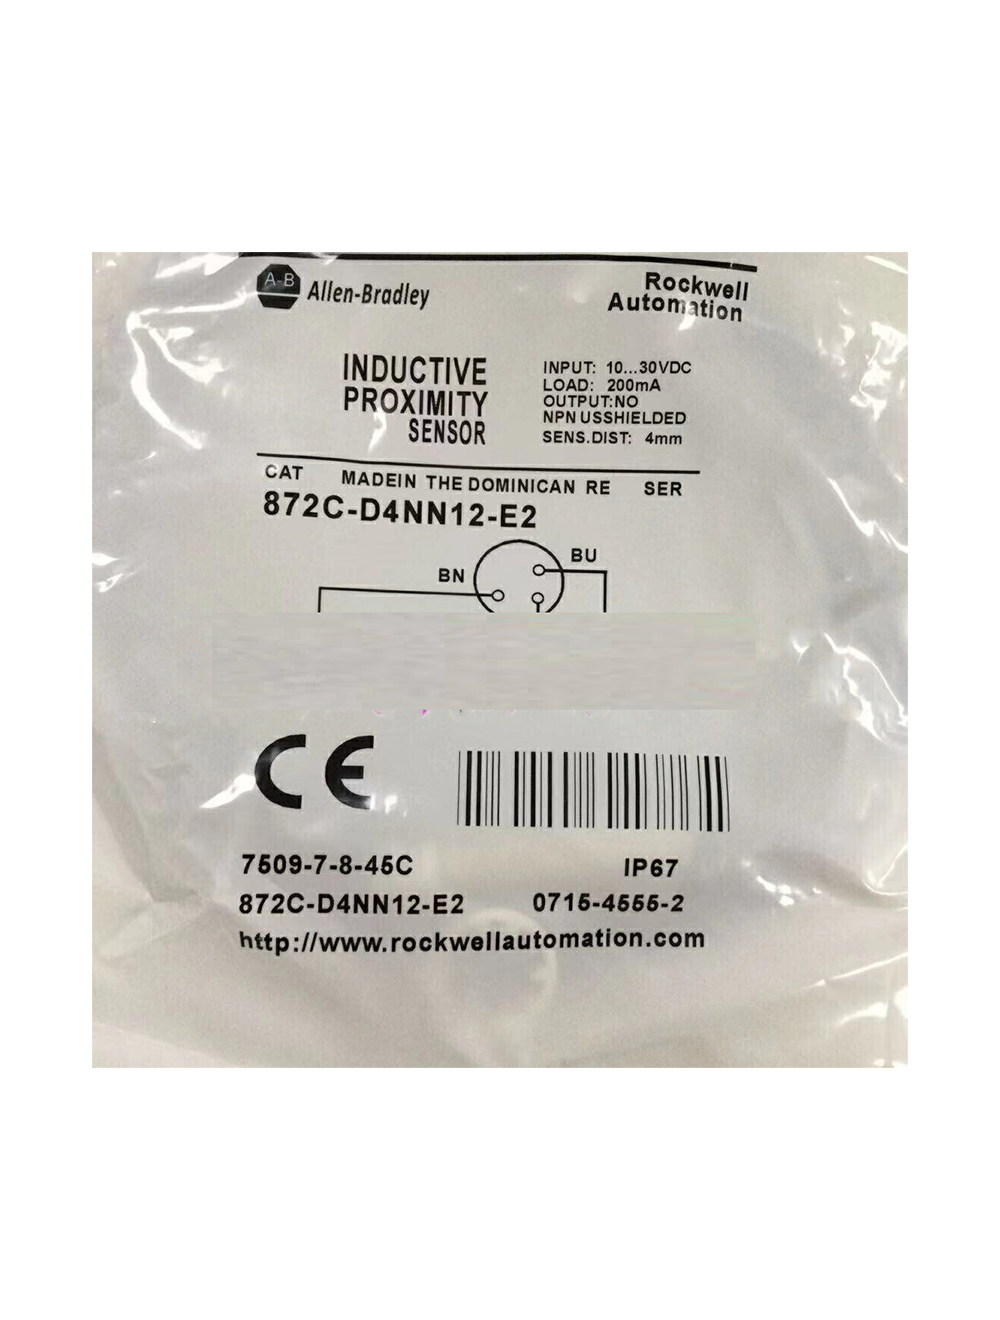 A-B Allen-Bradley
Rockwell
Automation
INDUCTIVE
PROXIMITY
SENSOR
INPUT: 10...30VDC
LOAD: 200mA
OUTPUT:NO
NPN USSHIELDED
SENS.DIST: 4mm
CAT MADEIN THE DOMINICAN RE SER
872C-D4NN12-E2
BN BU
CE
7509-7-8-45C IP67
872C-D4NN12-E2 0715-4555-2
http://www.rockwellautomation.com